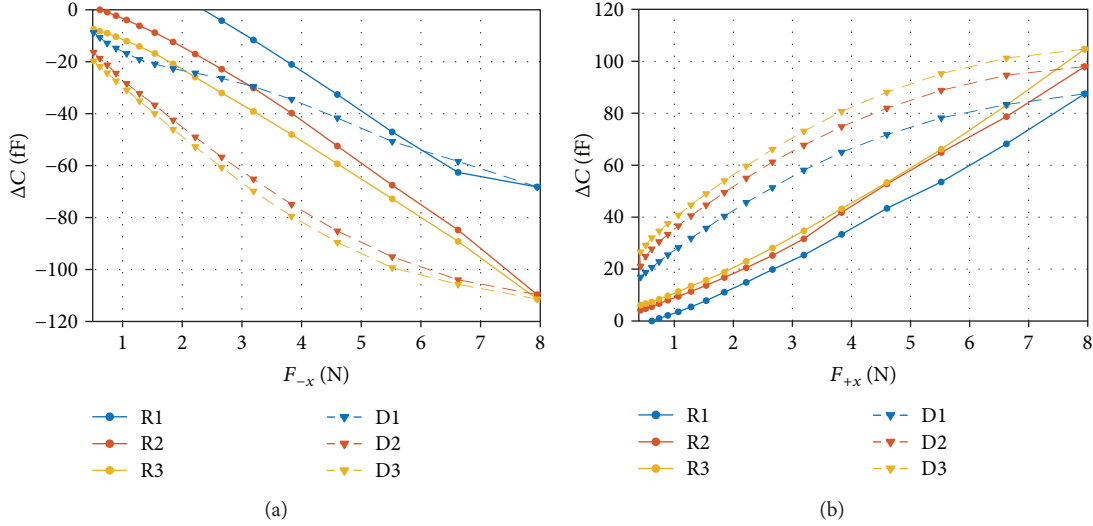 0
−20
−40
−60
−80
−100
−120
ΔC (fF)
1 2 3 4 5 6 7 8
F−x (N)
R1 D1
R2 D2
R3 D3
(a)
120
100
80
60
40
20
0
ΔC (fF)
1 2 3 4 5 6 7 8
F+x (N)
R1 D1
R2 D2
R3 D3
(b)